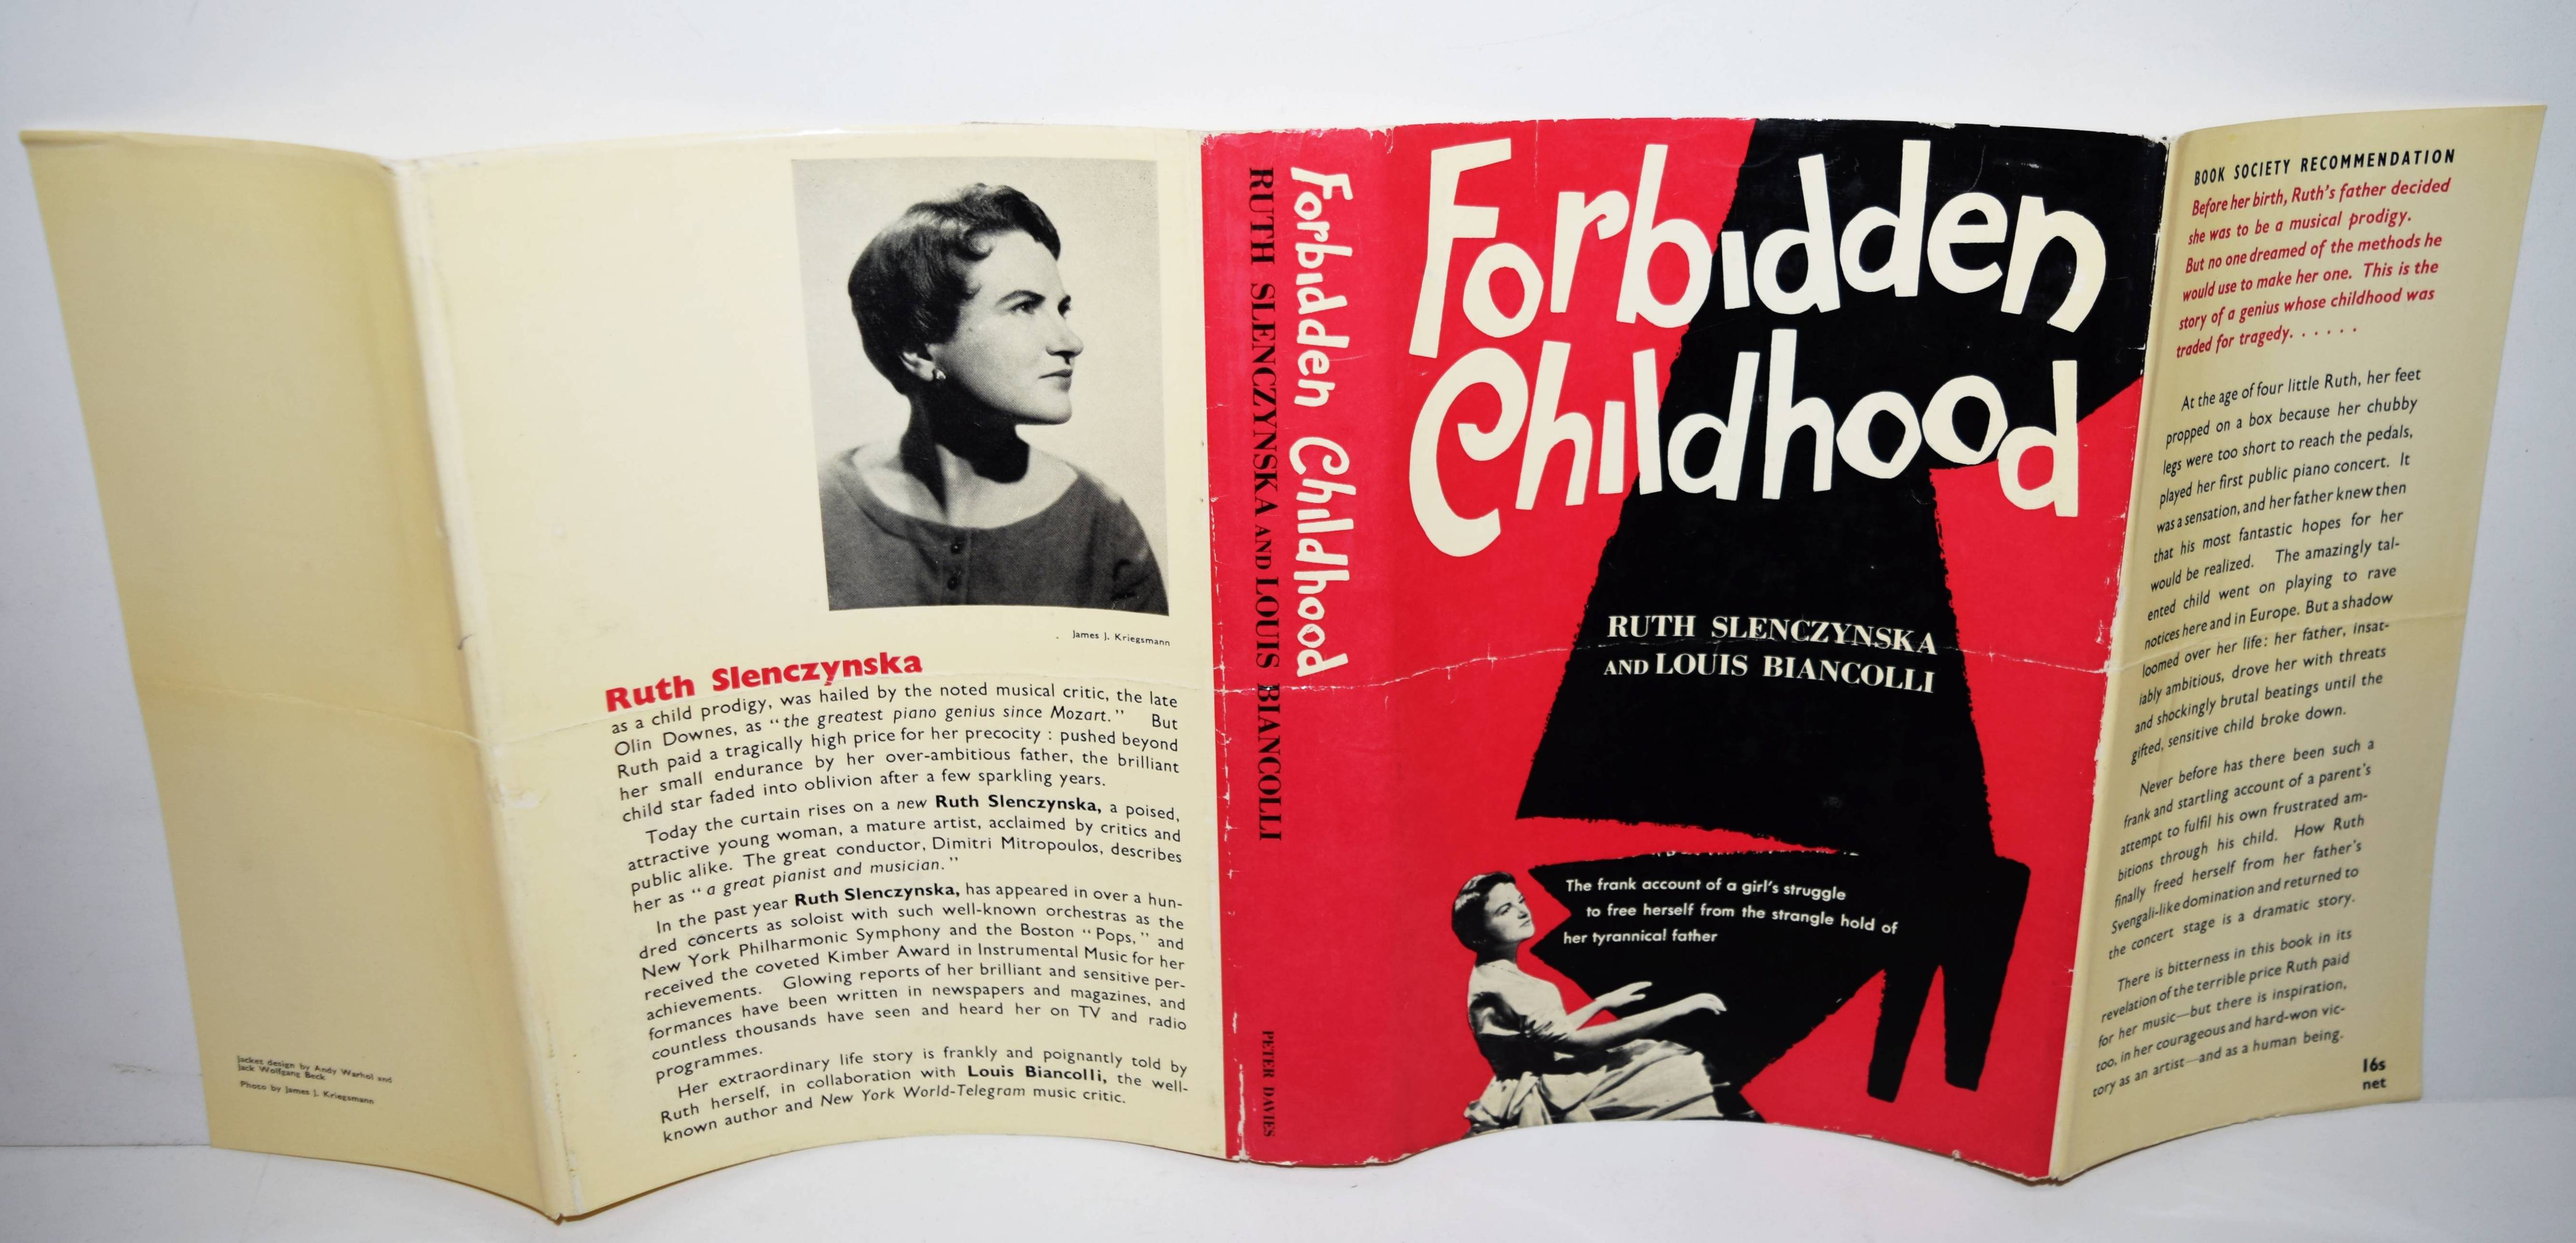 Jacket design by Andy Warhol and
Jack Wolfgang Beck
Photo by James J. Kriegsmann
James J. Kriegsmann
Ruth Slenczynska
as a child prodigy, was hailed by the noted musical critic, the late
Olin Downes, as “the greatest piano genius since Mozart.” But
Ruth paid a tragically high price for her precocity : pushed beyond
her small endurance by her over-ambitious father, the brilliant
child star faded into oblivion after a few sparkling years.
Today the curtain rises on a new Ruth Slenczynska, a poised,
attractive young woman, a mature artist, acclaimed by critics and
public alike. The great conductor, Dimitri Mitropoulos, describes
her as “a great pianist and musician.”
In the past year Ruth Slenczynska, has appeared in over a hun-
dred concerts as soloist with such well-known orchestras as the
New York Philharmonic Symphony and the Boston “Pops,” and
received the coveted Kimber Award in Instrumental Music for her
achievements. Glowing reports of her brilliant and sensitive per-
formances have been written in newspapers and magazines, and
countless thousands have seen and heard her on TV and radio
programmes.
Her extraordinary life story is frankly and poignantly told by
Ruth herself, in collaboration with Louis Biancolli, the well-
known author and New York World-Telegram music critic.
Forbidden Childhood
RUTH SLENCZYNSKA AND LOUIS BIANCOLLI
PETER DAVIES
Forbidden
Childhood
RUTH SLENCZYNSKA
AND LOUIS BIANCOLLI
The frank account of a girl's struggle
to free herself from the strangle hold of
her tyrannical father
BOOK SOCIETY RECOMMENDATION
Before her birth, Ruth's father decided
she was to be a musical prodigy.
But no one dreamed of the methods he
would use to make her one. This is the
story of a genius whose childhood was
traded for tragedy. . . . . .
At the age of four little Ruth, her feet
propped on a box because her chubby
legs were too short to reach the pedals,
played her first public piano concert. It
was a sensation, and her father knew then
that his most fantastic hopes for her
would be realized. The amazingly tal-
ented child went on playing to rave
notices here and in Europe. But a shadow
loomed over her life: her father, insat-
iably ambitious, drove her with threats
and shockingly brutal beatings until the
gifted, sensitive child broke down.
Never before has there been such a
frank and startling account of a parent's
attempt to fulfil his own frustrated am-
bitions through his child. How Ruth
finally freed herself from her father's
Svengali-like domination and returned to
the concert stage is a dramatic story.
There is bitterness in this book in its
revelation of the terrible price Ruth paid
for her music—but there is inspiration,
too, in her courageous and hard-won vic-
tory as an artist—and as a human being.
16s
net